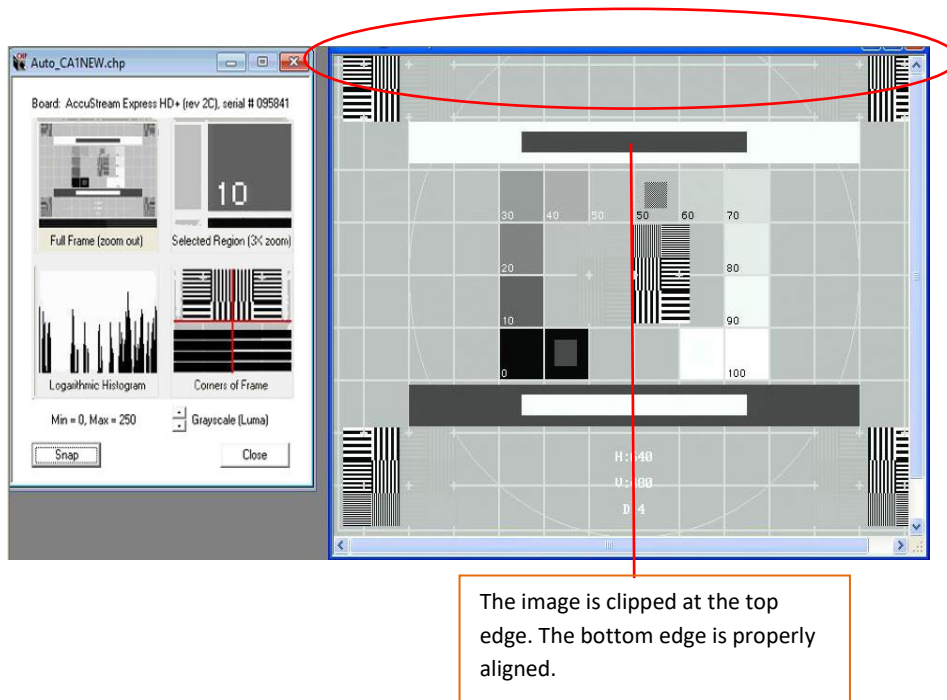 Auto_CA1NEW.chp
Board: AccuStream Express HD+ (rev 2C), serial # 095841
10
Full Frame (zoom out)
Selected Region (3X zoom)
Logarithmic Histogram
Corners of Frame
Min = 0, Max = 250
Grayscale (Luma)
Snap
Close
30 40 50 50 60 70
20 80
10 90
0 100
H:640
V:480
D:4
The image is clipped at the top
edge. The bottom edge is properly
aligned.